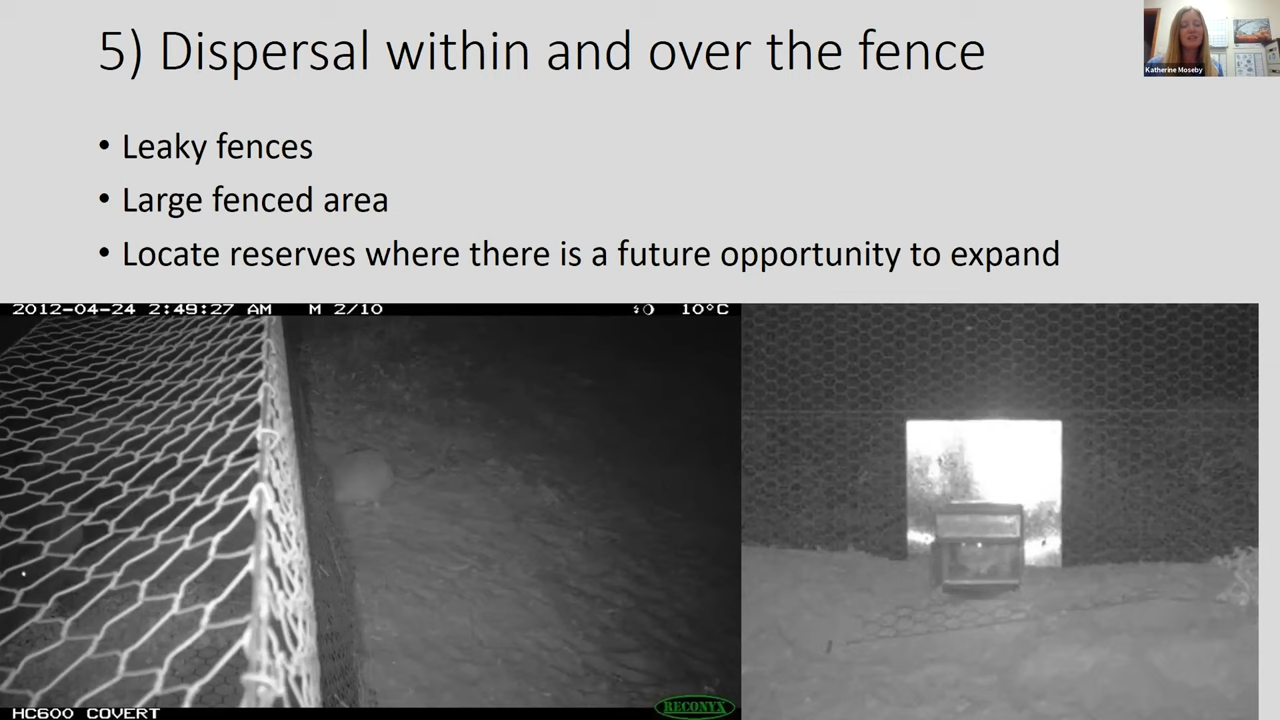 5) Dispersal within and over the fence
Katherine Moseby
• Leaky fences
• Large fenced area
• Locate reserves where there is a future opportunity to expand
2012-04-24 2:49:27 AM M 2/10 10°C
HC600 COVERT
RECONYX